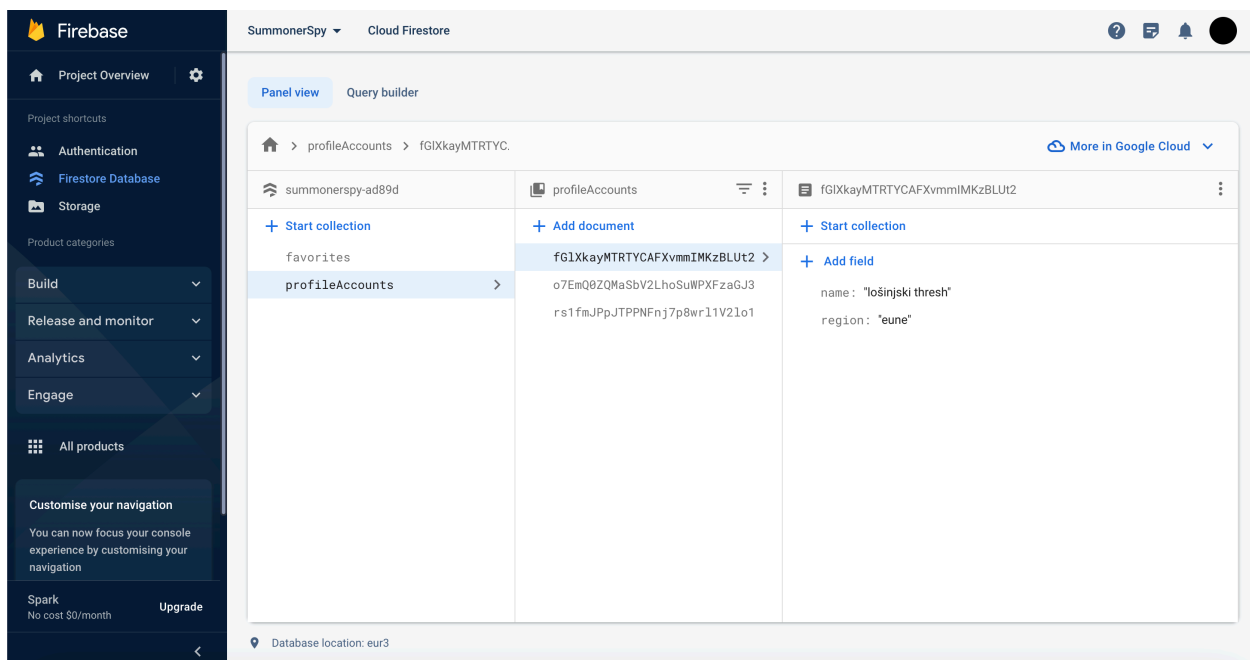 Firebase
SummonerSpy
Cloud Firestore
Project Overview
Project shortcuts
Authentication
Firestore Database
Storage
Product categories
Build
Release and monitor
Analytics
Engage
All products
Customise your navigation
You can now focus your console
experience by customising your
navigation
Spark
No cost $0/month
Upgrade
Panel view
Query builder
profileAccounts
fGlXkayMTRTYC.
More in Google Cloud
summonerspy-ad89d
Start collection
favorites
profileAccounts
profileAccounts
Add document
fGlXkayMTRTYCAFXvmmIMKzBLUt2
o7EmQ0ZQMaSbV2LhoSuWPXFzaGJ3
rs1fmJPpJTPPNFnj7p8wrl1V2lo1
fGlXkayMTRTYCAFXvmmIMKzBLUt2
Start collection
Add field
name: "lošinjski thresh"
region: "eune"
Database location: eur3